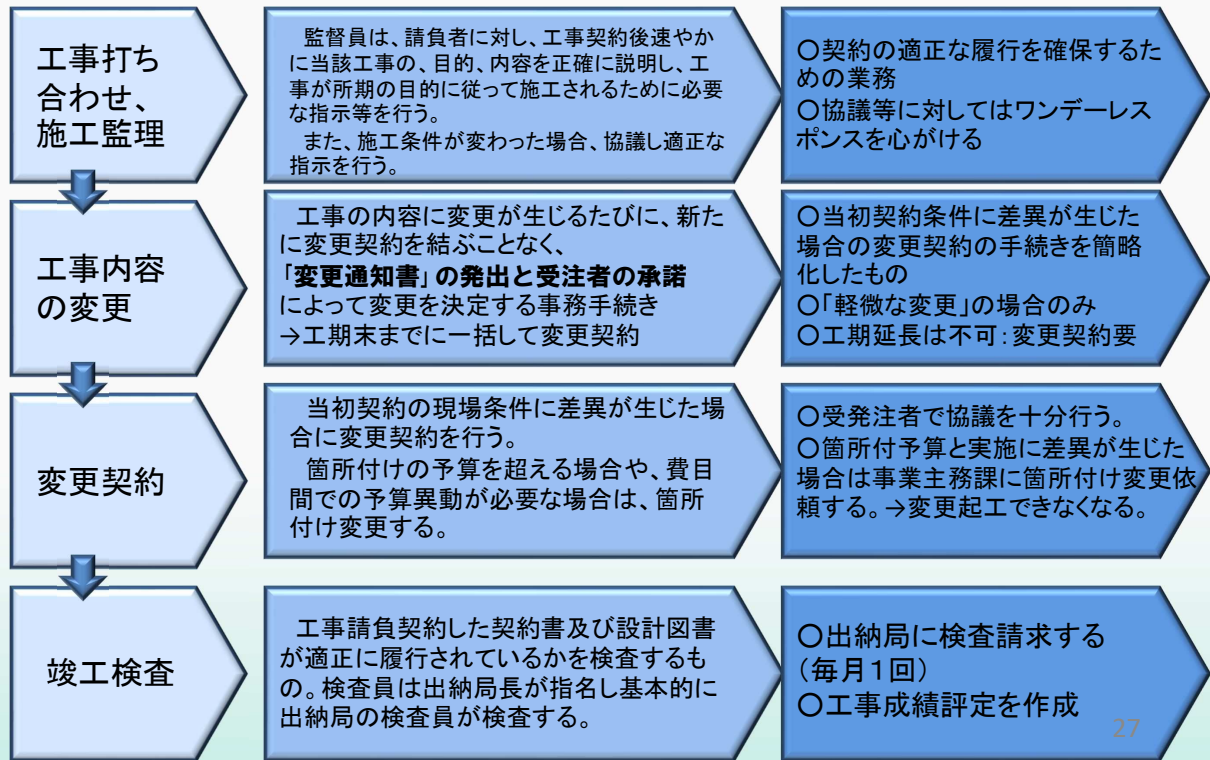 工事打ち
合わせ、
施工監理
監督員は、請負者に対し、工事契約後速やか
に当該工事の、目的、内容を正確に説明し、工
事が所期の目的に従って施工されるために必要
な指示等を行う。
また、施工条件が変わった場合、協議し適正な
指示を行う。
○契約の適正な履行を確保するた
めの業務
○協議等に対してはワンデーレス
ポンスを心がける
工事内容
の変更
工事の内容に変更が生じるたびに、新た
に変更契約を結ぶことなく、
「変更通知書」の発出と受注者の承諾
によって変更を決定する事務手続き
→工期末までに一括して変更契約
○当初契約条件に差異が生じた
場合の変更契約の手続きを簡略
化したもの
○「軽微な変更」の場合のみ
○工期延長は不可：変更契約要
変更契約
当初契約の現場条件に差異が生じた場
合に変更契約を行う。
箇所付けの予算を超える場合や、費目
間での予算異動が必要な場合は、箇所
付け変更する。
○受発注者で協議を十分行う。
○箇所付予算と実施に差異が生じた
場合は事業主務課に箇所付け変更依
頼する。→変更起工できなくなる。
竣工検査
工事請負契約した契約書及び設計図書
が適正に履行されているかを検査するも
の。検査員は出納局長が指名し基本的に
出納局の検査員が検査する。
○出納局に検査請求する
（毎月１回）
○工事成績評定を作成
27